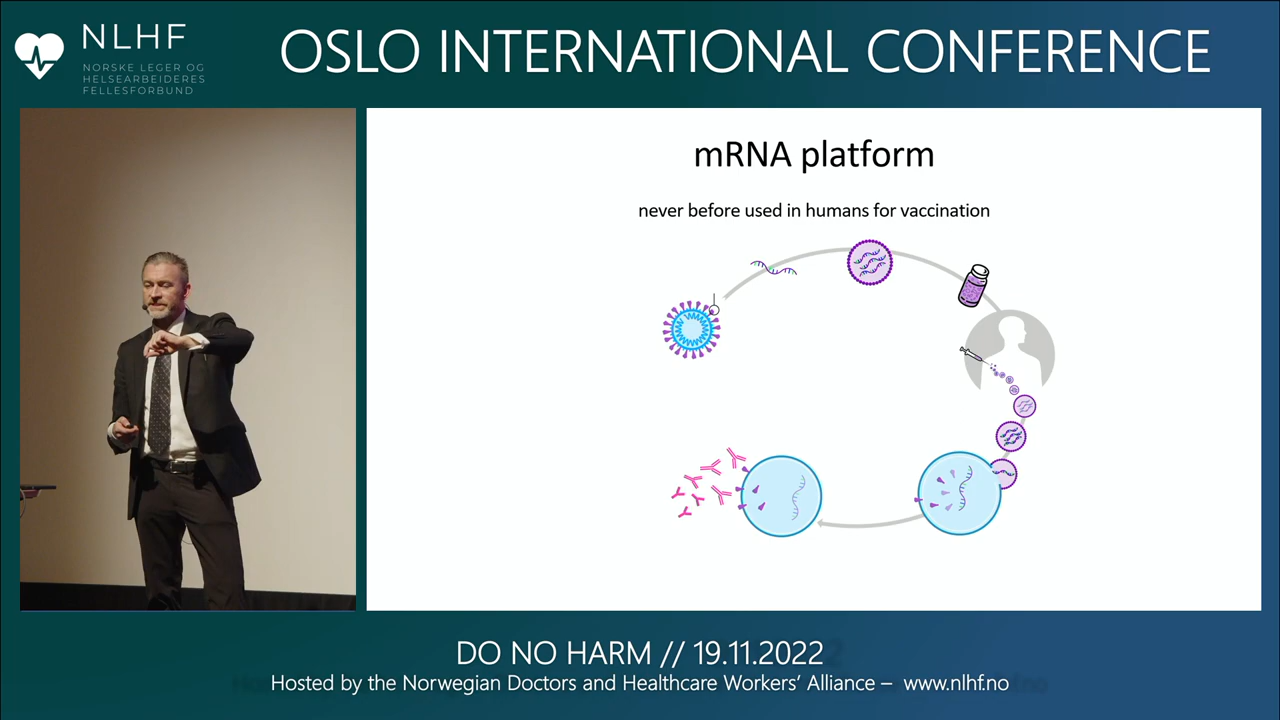 NLHF
NORSKE LEGER OG
HELSEARBEIDERES
FELLESFORBUND
OSLO INTERNATIONAL CONFERENCE
mRNA platform
never before used in humans for vaccination
DO NO HARM // 19.11.2022
Hosted by the Norwegian Doctors and Healthcare Workers' Alliance – www.nlhf.no